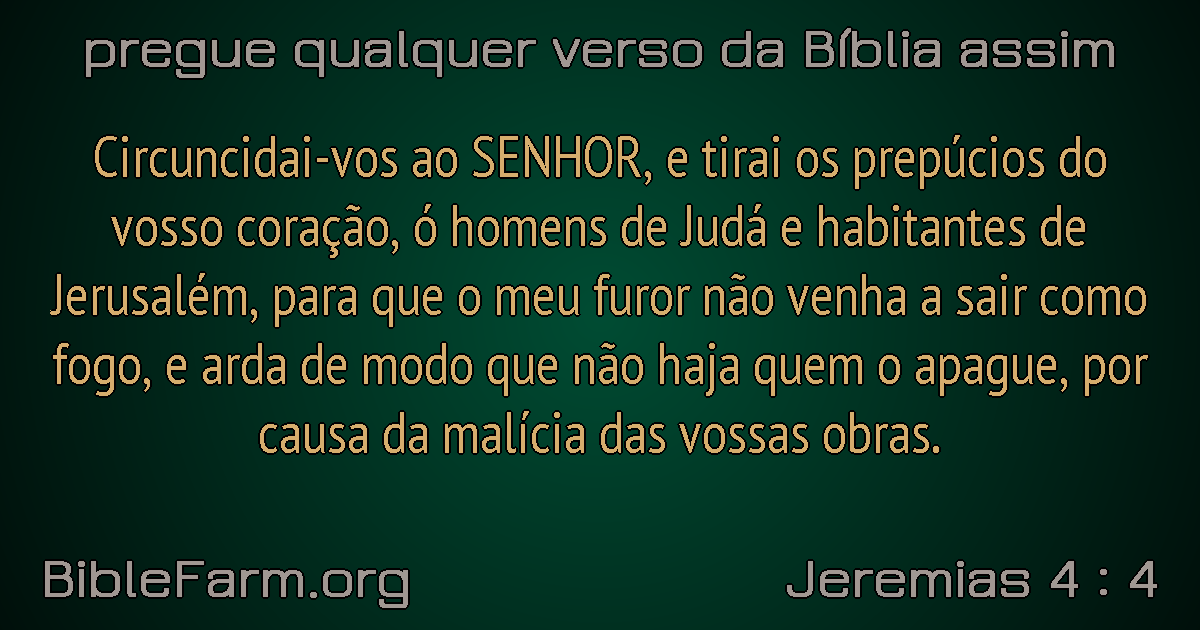 pregue qualquer verso da Bíblia assim
Circuncidai-vos ao SENHOR, e tirai os prepúcios do
vosso coração, ó homens de Judá e habitantes de
Jerusalém, para que o meu furor não venha a sair como
fogo, e arda de modo que não haja quem o apague, por
causa da malícia das vossas obras.
BibleFarm.org
Jeremias 4 : 4